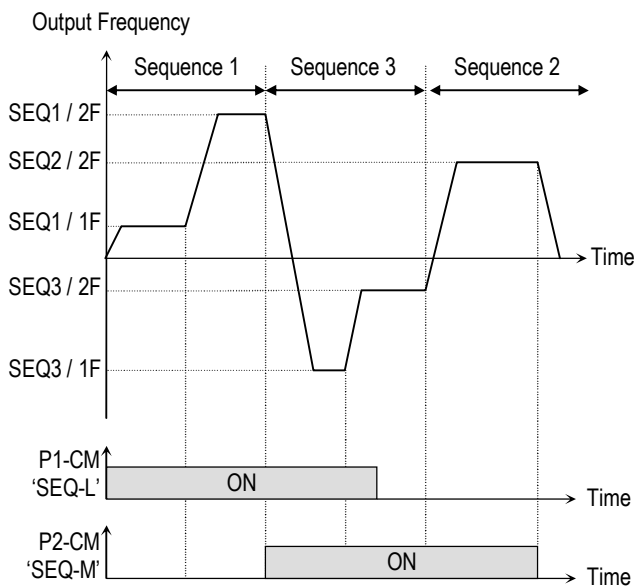 Output Frequency
Sequence 1 Sequence 3 Sequence 2
SEQ1 / 2F
SEQ2 / 2F
SEQ1 / 1F
Time
SEQ3 / 2F
SEQ3 / 1F
P1-CM
'SEQ-L'
ON
Time
P2-CM
'SEQ-M'
ON
Time